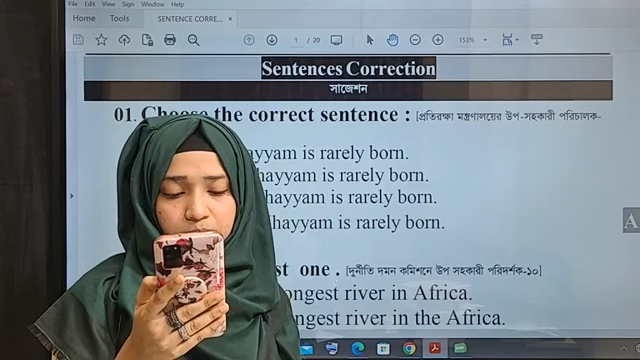 File Edit View Sign Window Help
Home Tools SENTENCE CORRE... ×
1 / 20 153%
Sentences Correction
সাজেশন
01. Choose the correct sentence : [প্রতিরক্ষা মন্ত্রণালয়ের উপ-সহকারী পরিচালক-
ayyam is rarely born.
hayyam is rarely born.
hayyam is rarely born.
Khayyam is rarely born.
st one . [দুর্নীতি দমন কমিশনে উপ সহকারী পরিদর্শক-১০]
ongest river in Africa.
ngest river in the Africa.
A